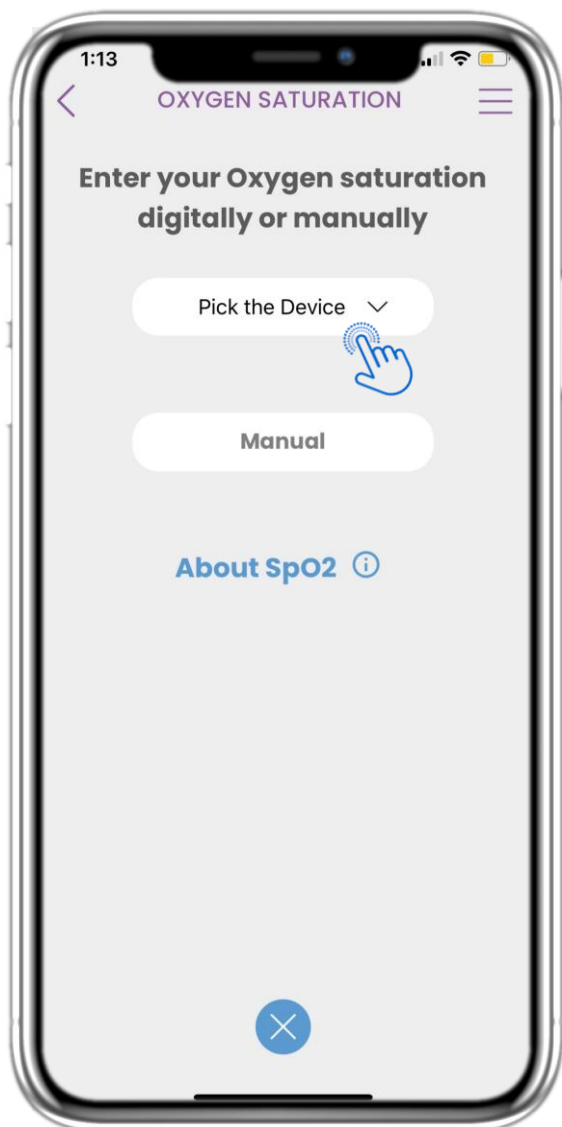 1:13
OXYGEN SATURATION
Enter your Oxygen saturation
digitally or manually
Pick the Device
Manual
About SpO2